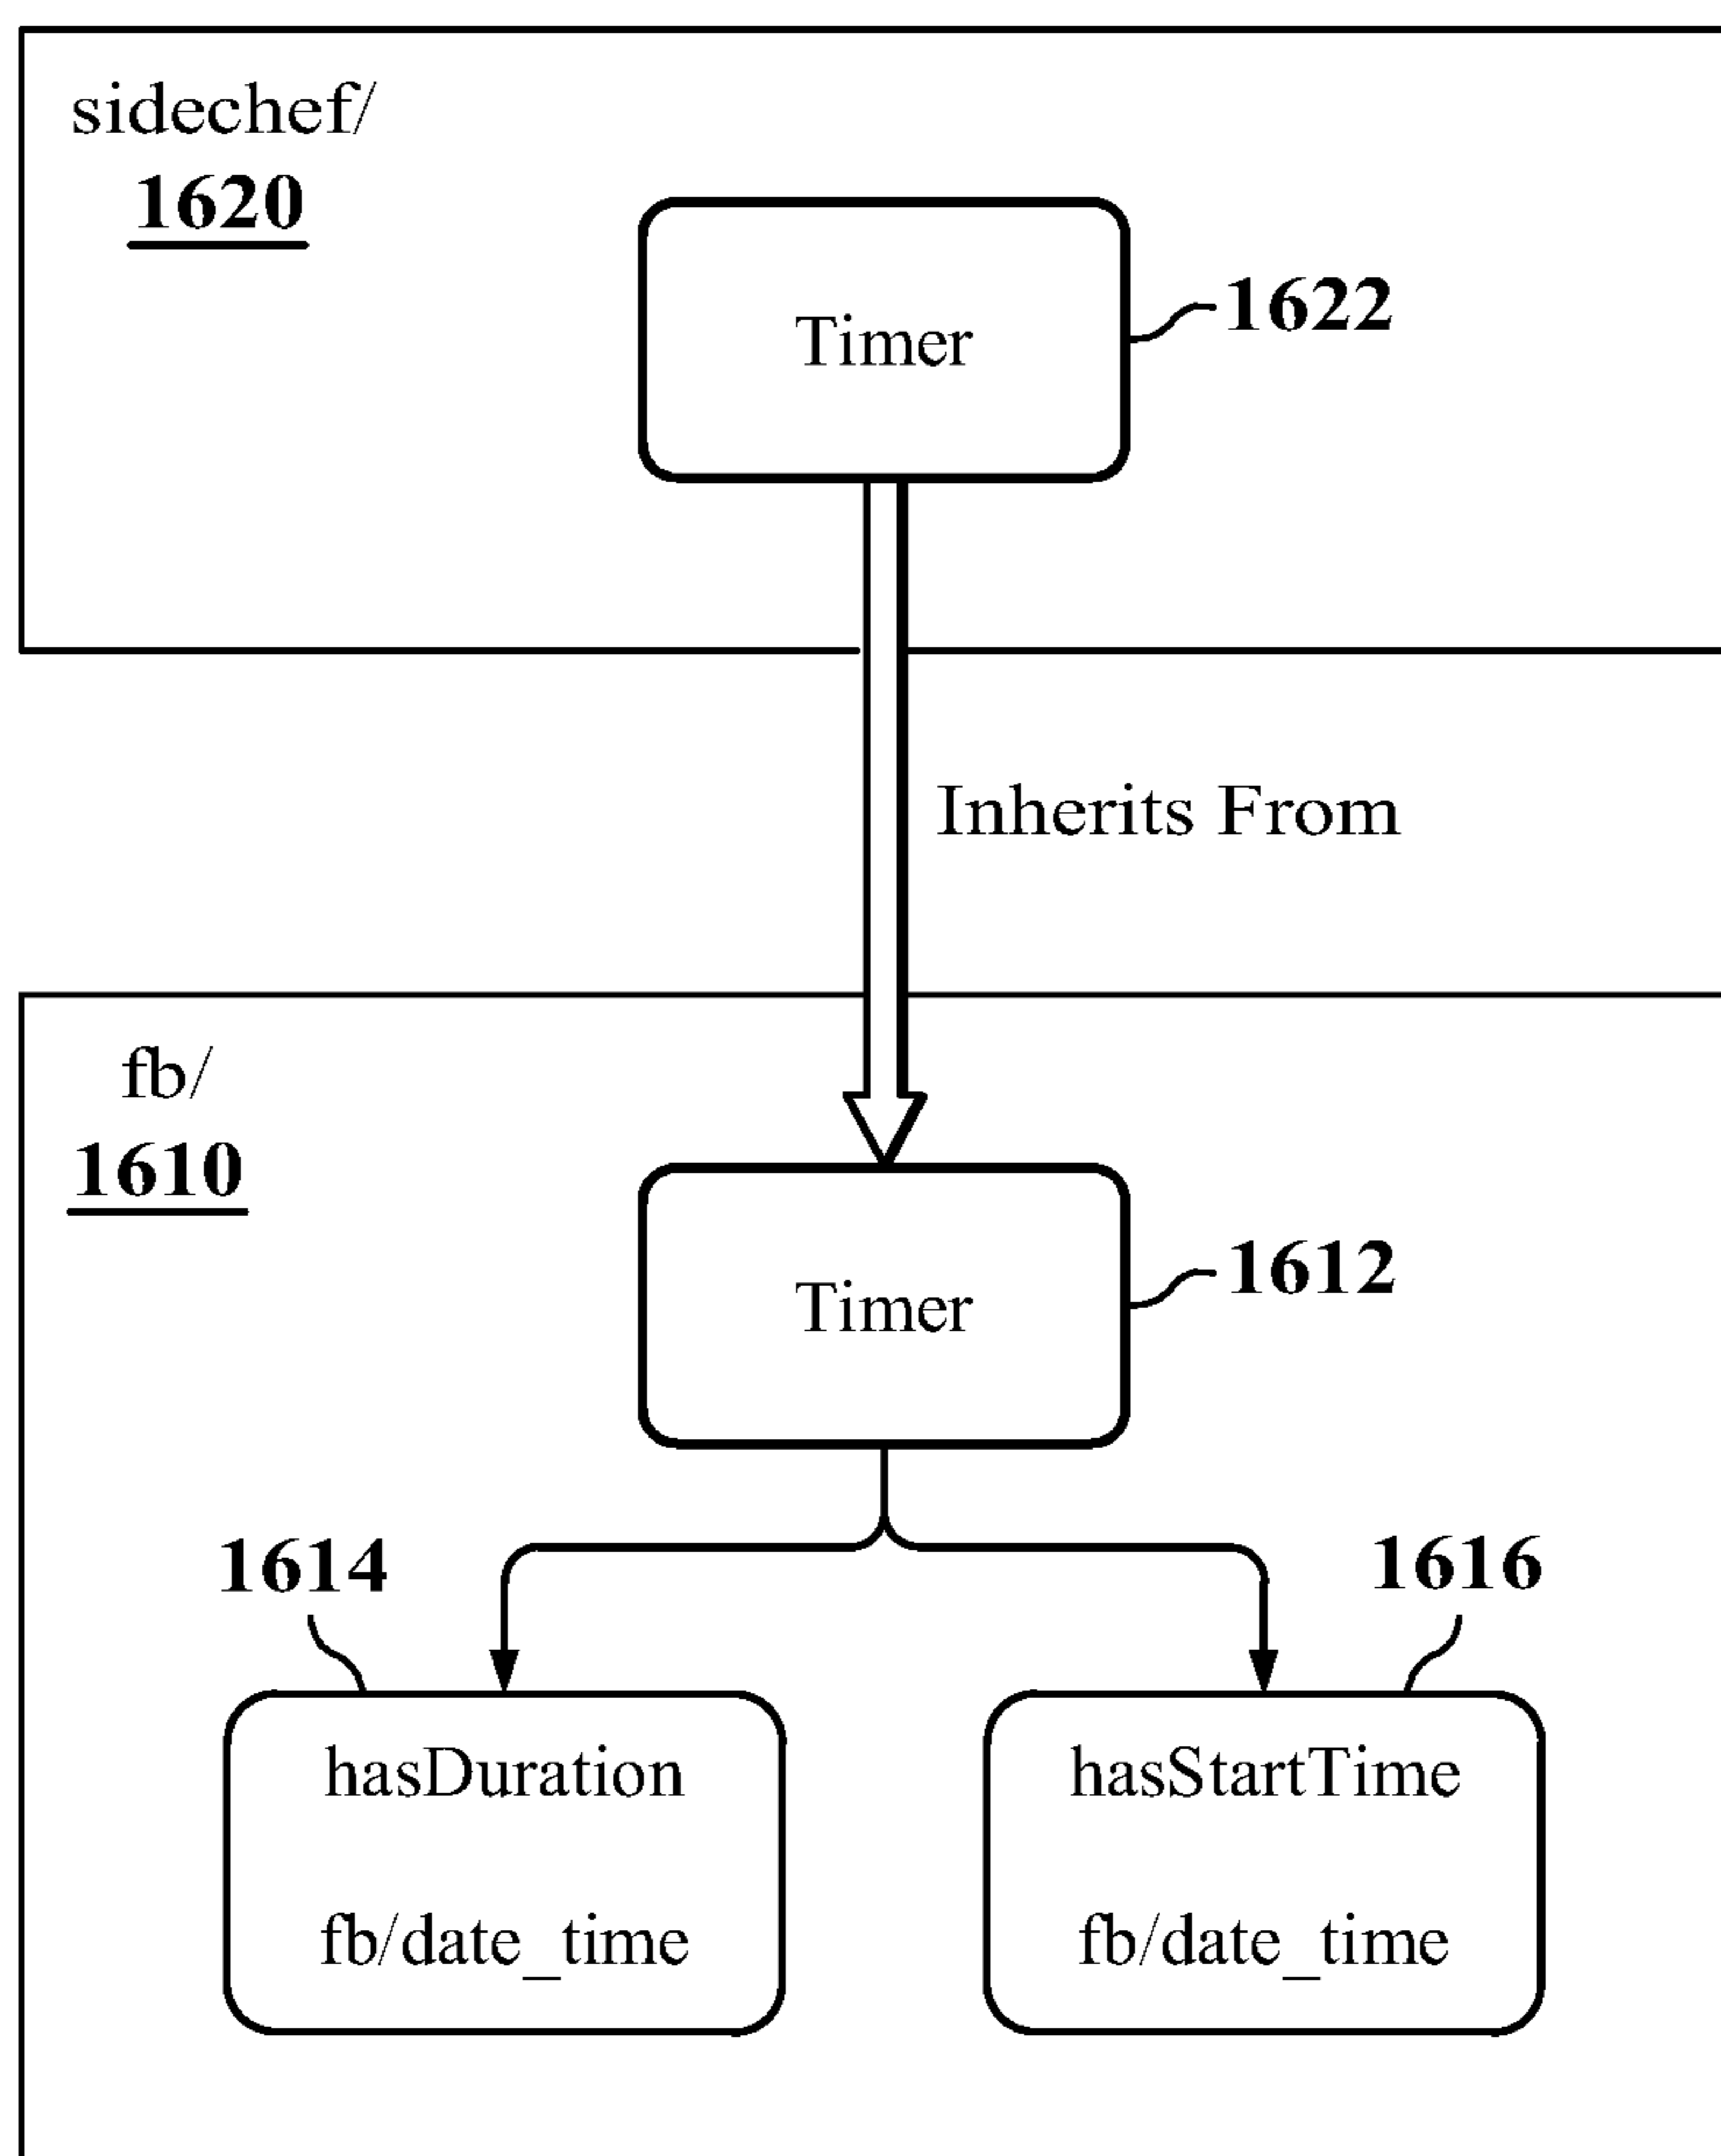 sidechef/
1620
Timer
1622
Inherits From
fb/
1610
Timer
1612
1614
1616
hasDuration
fb/date_time
hasStartTime
fb/date_time